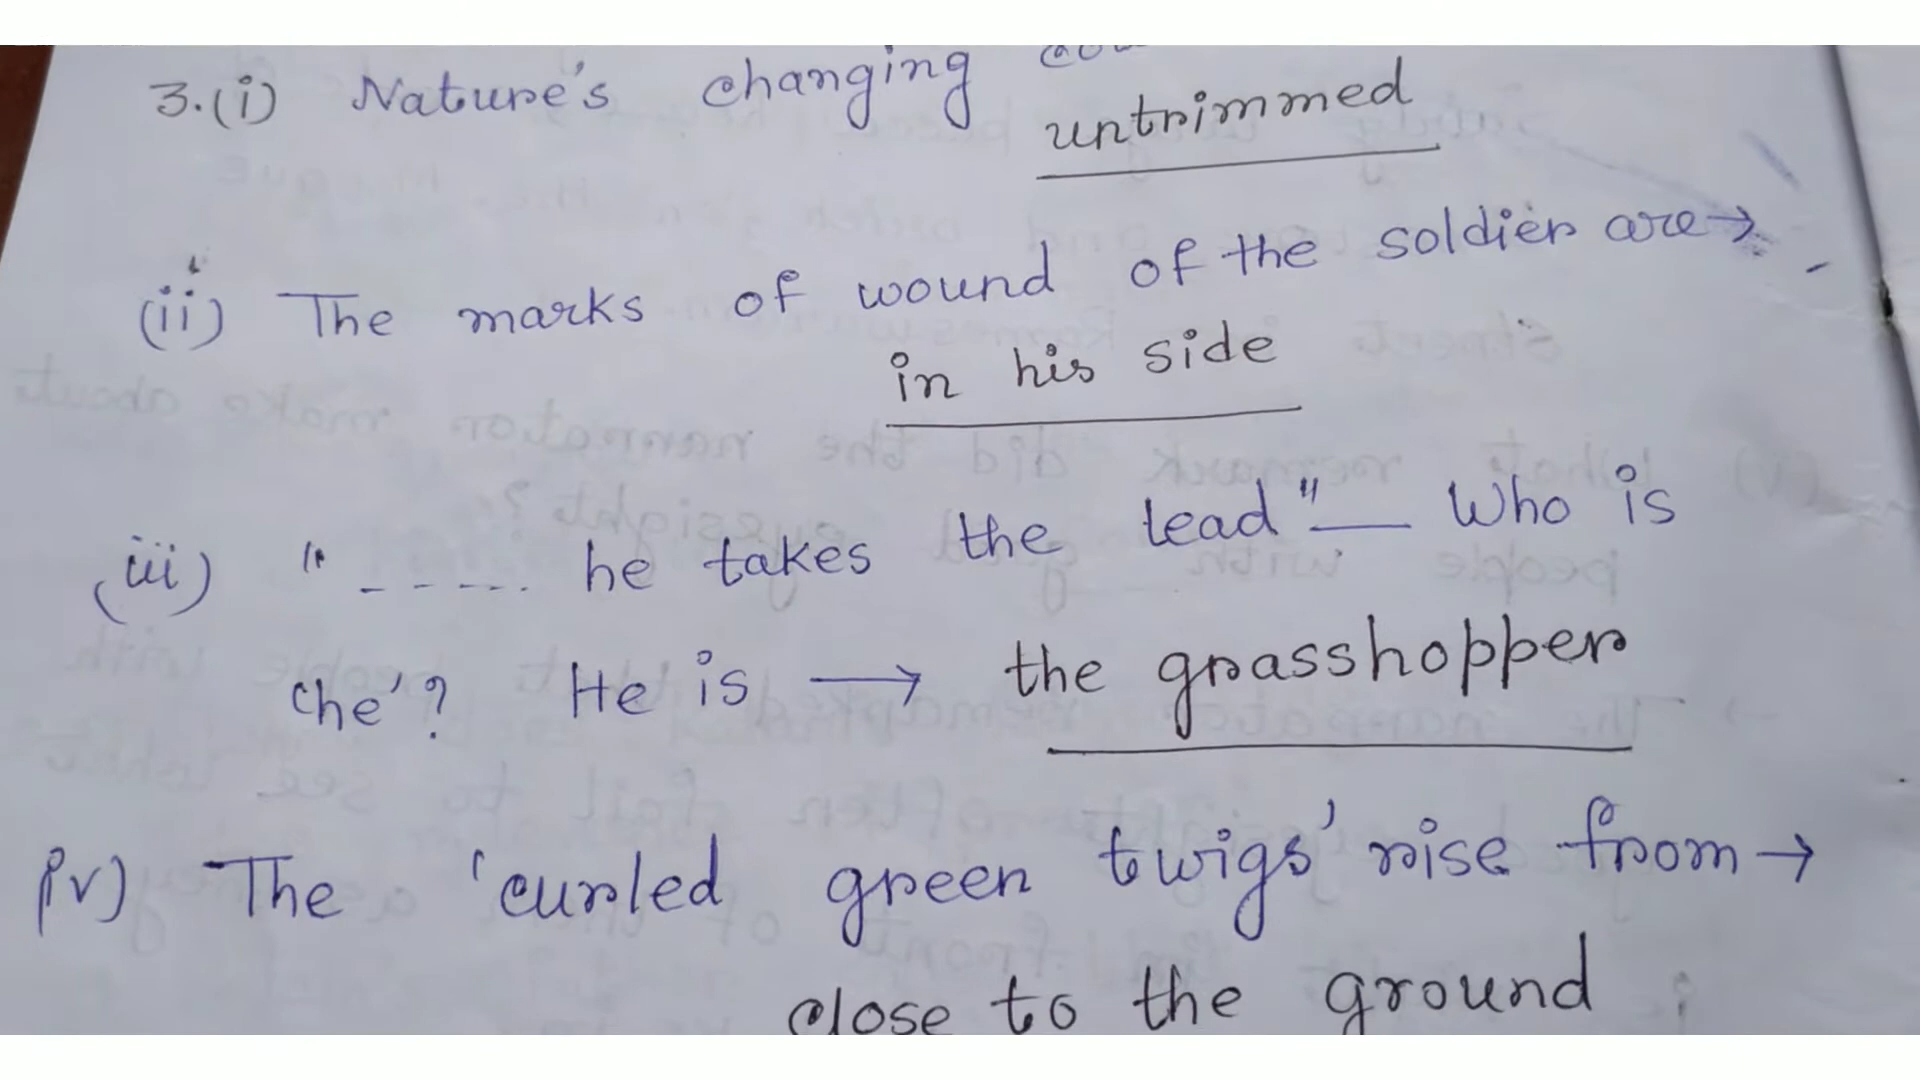 3.(i) Nature's changing
untrimmed
(ii) The marks of wound of the soldier are→
in his side
(iii) "----- he takes the lead"— Who is
'he'? He is → the grasshopper
iv) The 'curled green twigs' rise from→
close to the ground